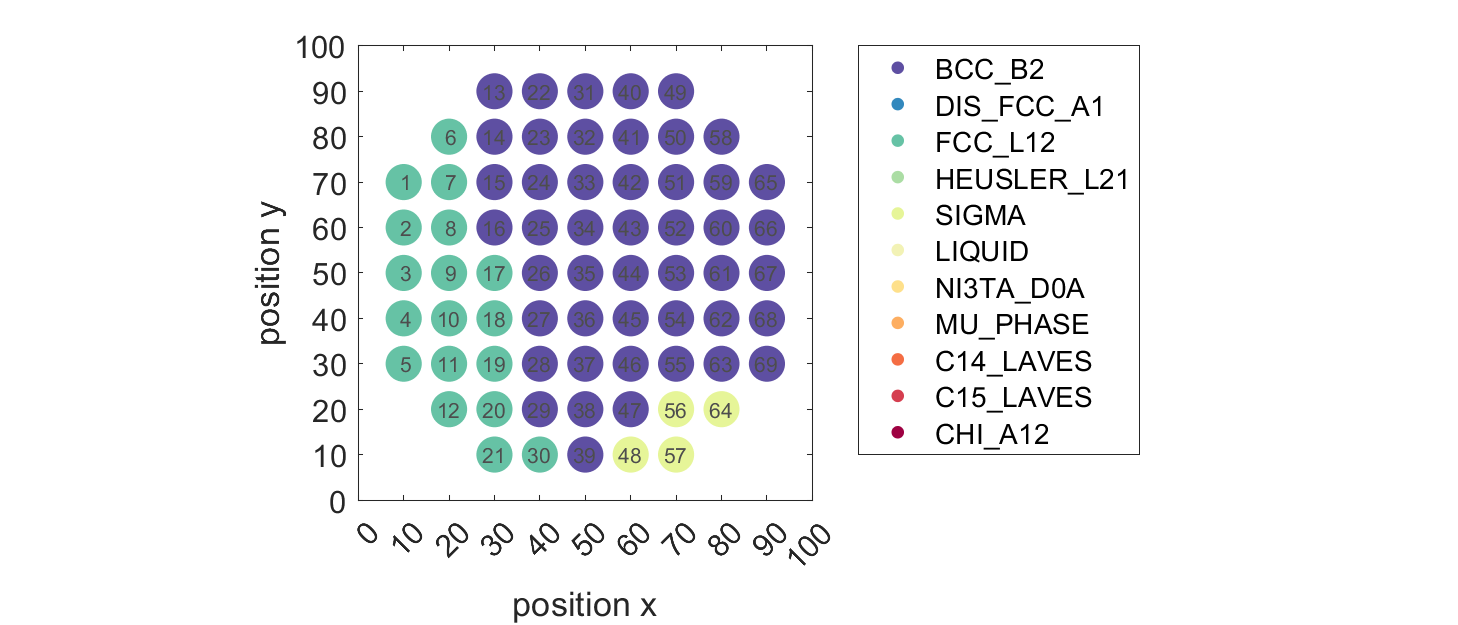 100
90 13 22 31 40 49
80 6 14 23 32 41 50 58
70 1 7 15 24 33 42 51 59 65
60 2 8 16 25 34 43 52 60 66
50 3 9 17 26 35 44 53 61 67
40 4 10 18 27 36 45 54 62 68
30 5 11 19 28 37 46 55 63 69
20 12 20 29 38 47 56 64
10 21 30 39 48 57
0
position y
0 10 20 30 40 50 60 70 80 90 100
position x
BCC_B2
DIS_FCC_A1
FCC_L12
HEUSLER_L21
SIGMA
LIQUID
NI3TA_D0A
MU_PHASE
C14_LAVES
C15_LAVES
CHI_A12